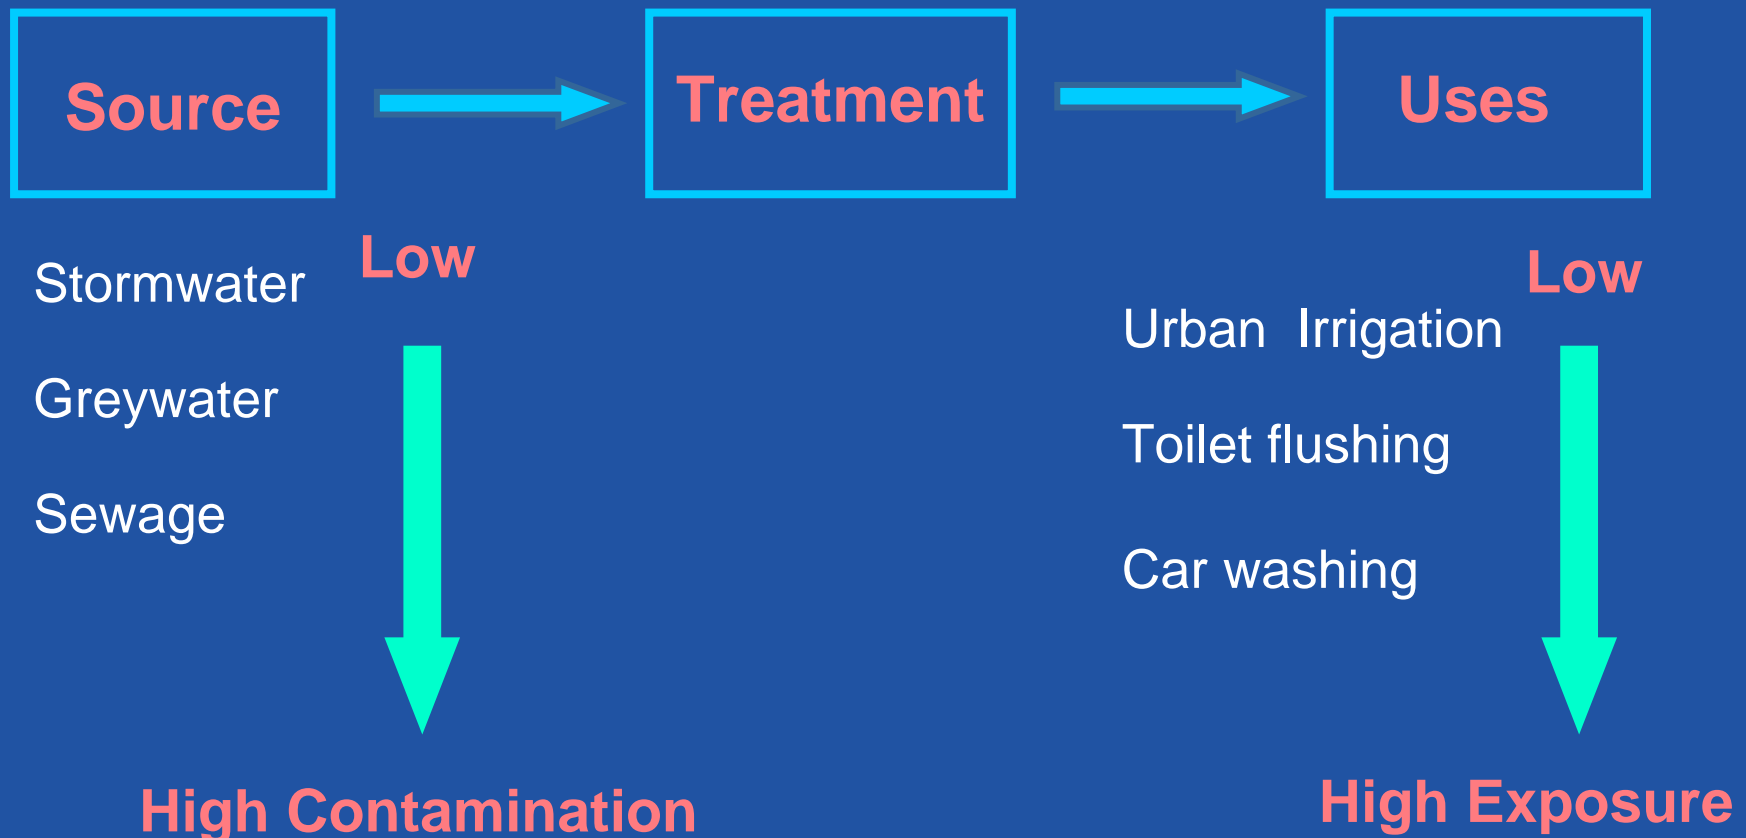 Source
Treatment
Uses
Low
Stormwater
Greywater
Sewage
High Contamination
Low
Urban Irrigation
Toilet flushing
Car washing
High Exposure